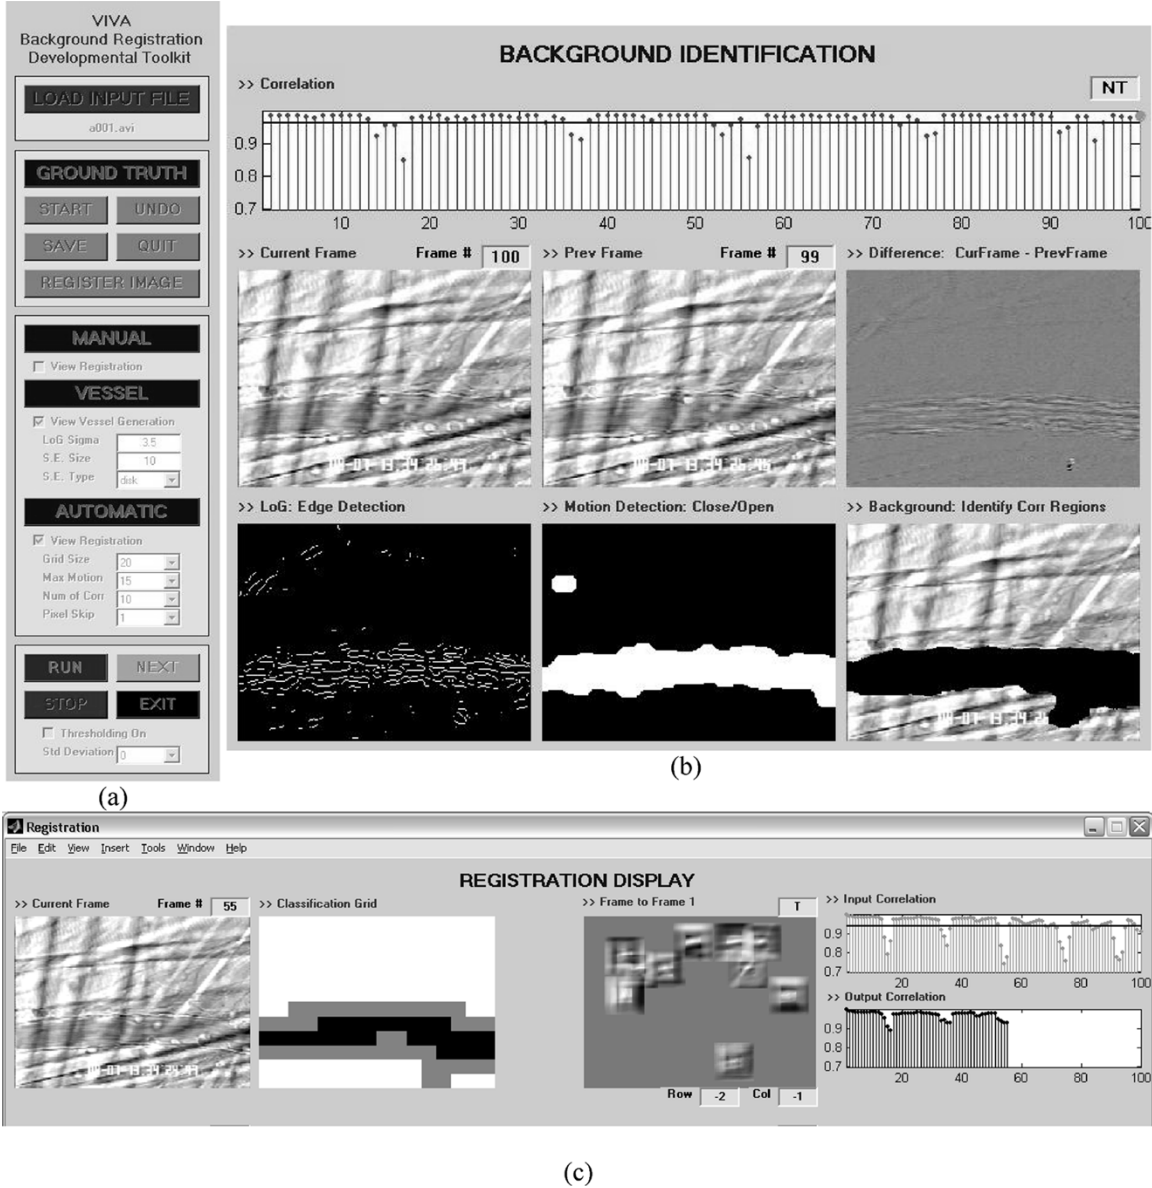 VIVA
Background Registration
Developmental Toolkit
LOAD INPUT FILE
a001.avi
GROUND TRUTH
START UNDO
SAVE QUIT
REGISTER IMAGE
MANUAL
View Registration
VESSEL
View Vessel Generation
LoG Sigma 3.5
S.E. Size 10
S.E. Type disk
AUTOMATIC
View Registration
Grid Size 20
Max Motion 15
Num of Corr 10
Pixel Skip 1
RUN NEXT
STOP EXIT
Thresholding On
Std Deviation 0
(a)
BACKGROUND IDENTIFICATION
>> Correlation NT
0.9
0.8
0.7
10 20 30 40 50 60 70 80 90 100
>> Current Frame Frame # 100 >> Prev Frame Frame # 99 >> Difference: CurFrame - PrevFrame
>> LoG: Edge Detection >> Motion Detection: Close/Open >> Background: Identify Corr Regions
(b)
Registration
File Edit View Insert Tools Window Help
REGISTRATION DISPLAY
>> Current Frame Frame # 55 >> Classification Grid >> Frame to Frame 1 T >> Input Correlation
0.9
0.8
0.7
20 40 60 80 100
>> Output Correlation
0.9
0.8
0.7
20 40 60 80 100
Row -2 Col -1
(c)